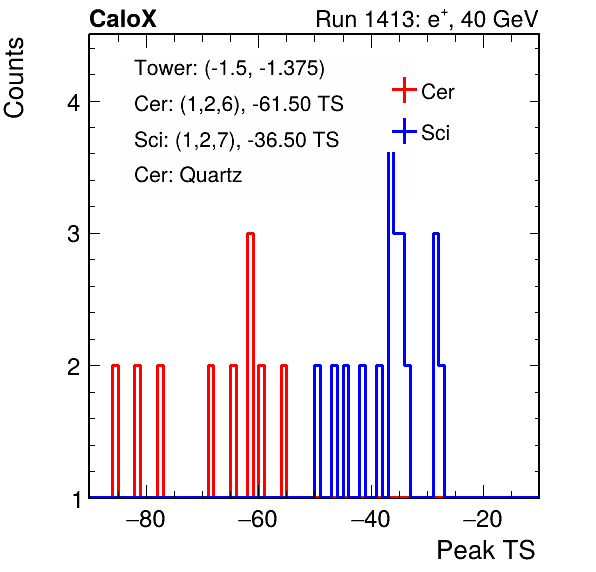 CaloX Run 1413: e⁺, 40 GeV
Counts
Tower: (-1.5, -1.375)
Cer: (1,2,6), -61.50 TS
Sci: (1,2,7), -36.50 TS
Cer: Quartz
Cer
Sci
4
3
2
1
−80 −60 −40 −20
Peak TS